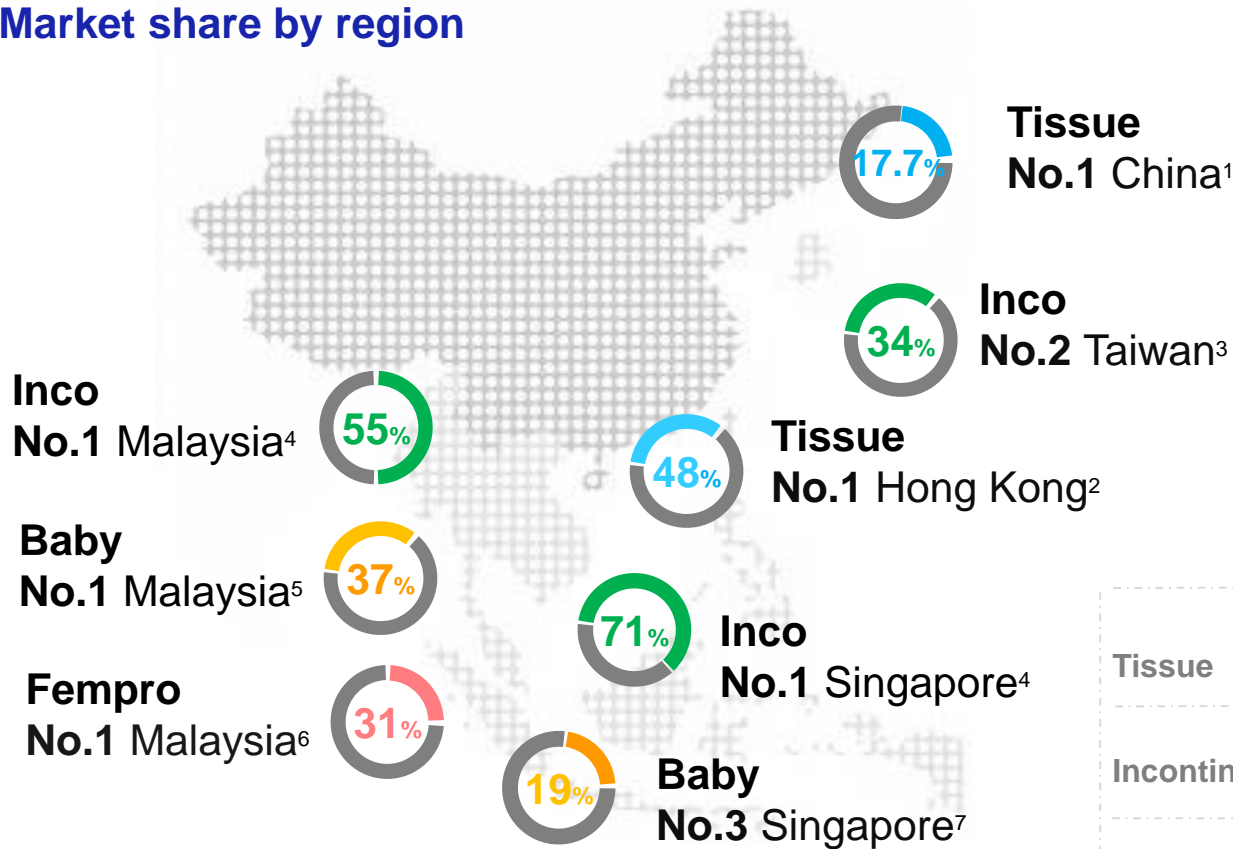 Market share by region
17.7%
Tissue
No.1 China¹
34%
Inco
No.2 Taiwan³
Inco
No.1 Malaysia⁴
55%
48%
Tissue
No.1 Hong Kong²
Baby
No.1 Malaysia⁵
37%
71%
Inco
No.1 Singapore⁴
Fempro
No.1 Malaysia⁶
31%
19%
Baby
No.3 Singapore⁷
Tissue
Incontin